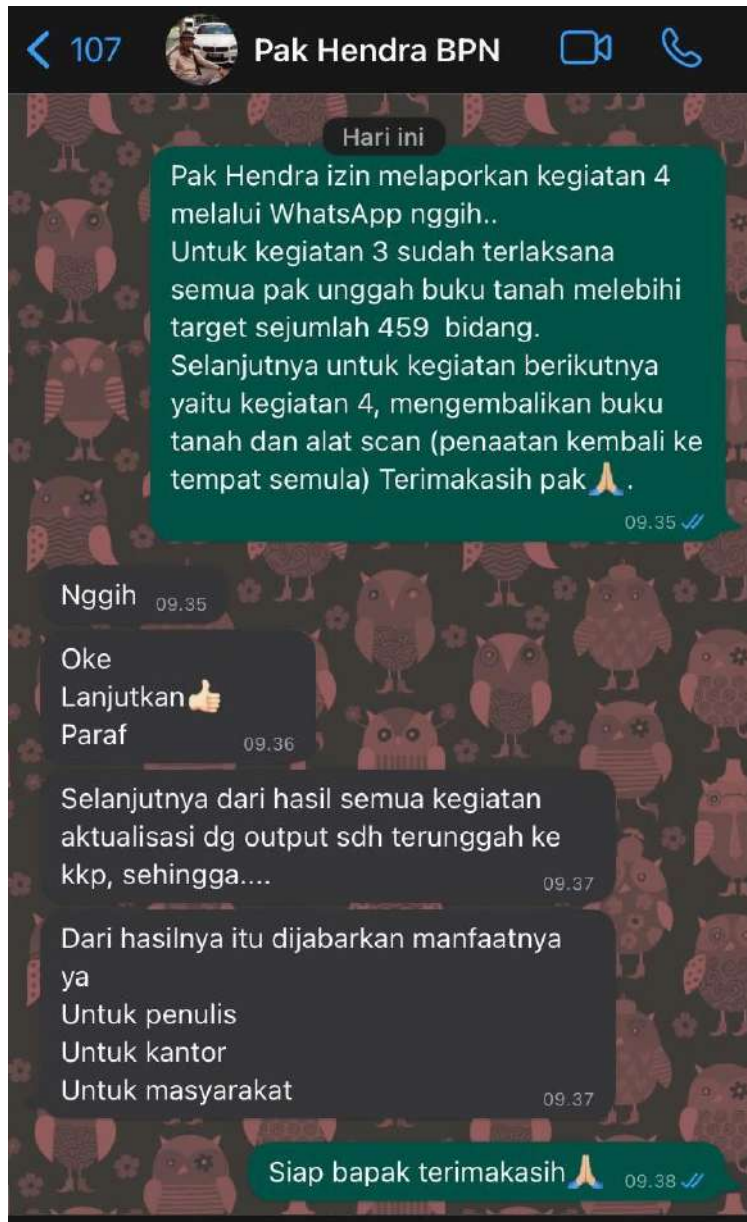 107
Pak Hendra BPN
Hari ini
Pak Hendra izin melaporkan kegiatan 4
melalui WhatsApp nggih..
Untuk kegiatan 3 sudah terlaksana
semua pak unggah buku tanah melebihi
target sejumlah 459 bidang.
Selanjutnya untuk kegiatan berikutnya
yaitu kegiatan 4, mengembalikan buku
tanah dan alat scan (penaatan kembali ke
tempat semula) Terimakasih pak🙏🏼.
09.35
Nggih 09.35
Oke
Lanjutkan👍🏻
Paraf 09.36
Selanjutnya dari hasil semua kegiatan
aktualisasi dg output sdh terunggah ke
kkp, sehingga.... 09.37
Dari hasilnya itu dijabarkan manfaatnya
ya
Untuk penulis
Untuk kantor
Untuk masyarakat 09.37
Siap bapak terimakasih🙏🏼 09.38